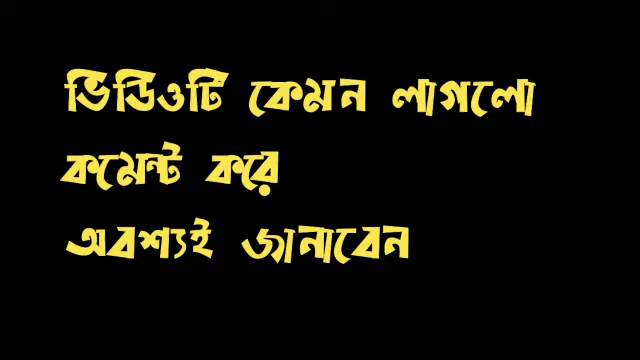 ভিডিওটি কেমন লাগলো
কমেন্ট করে
অবশ্যই জানাবেন